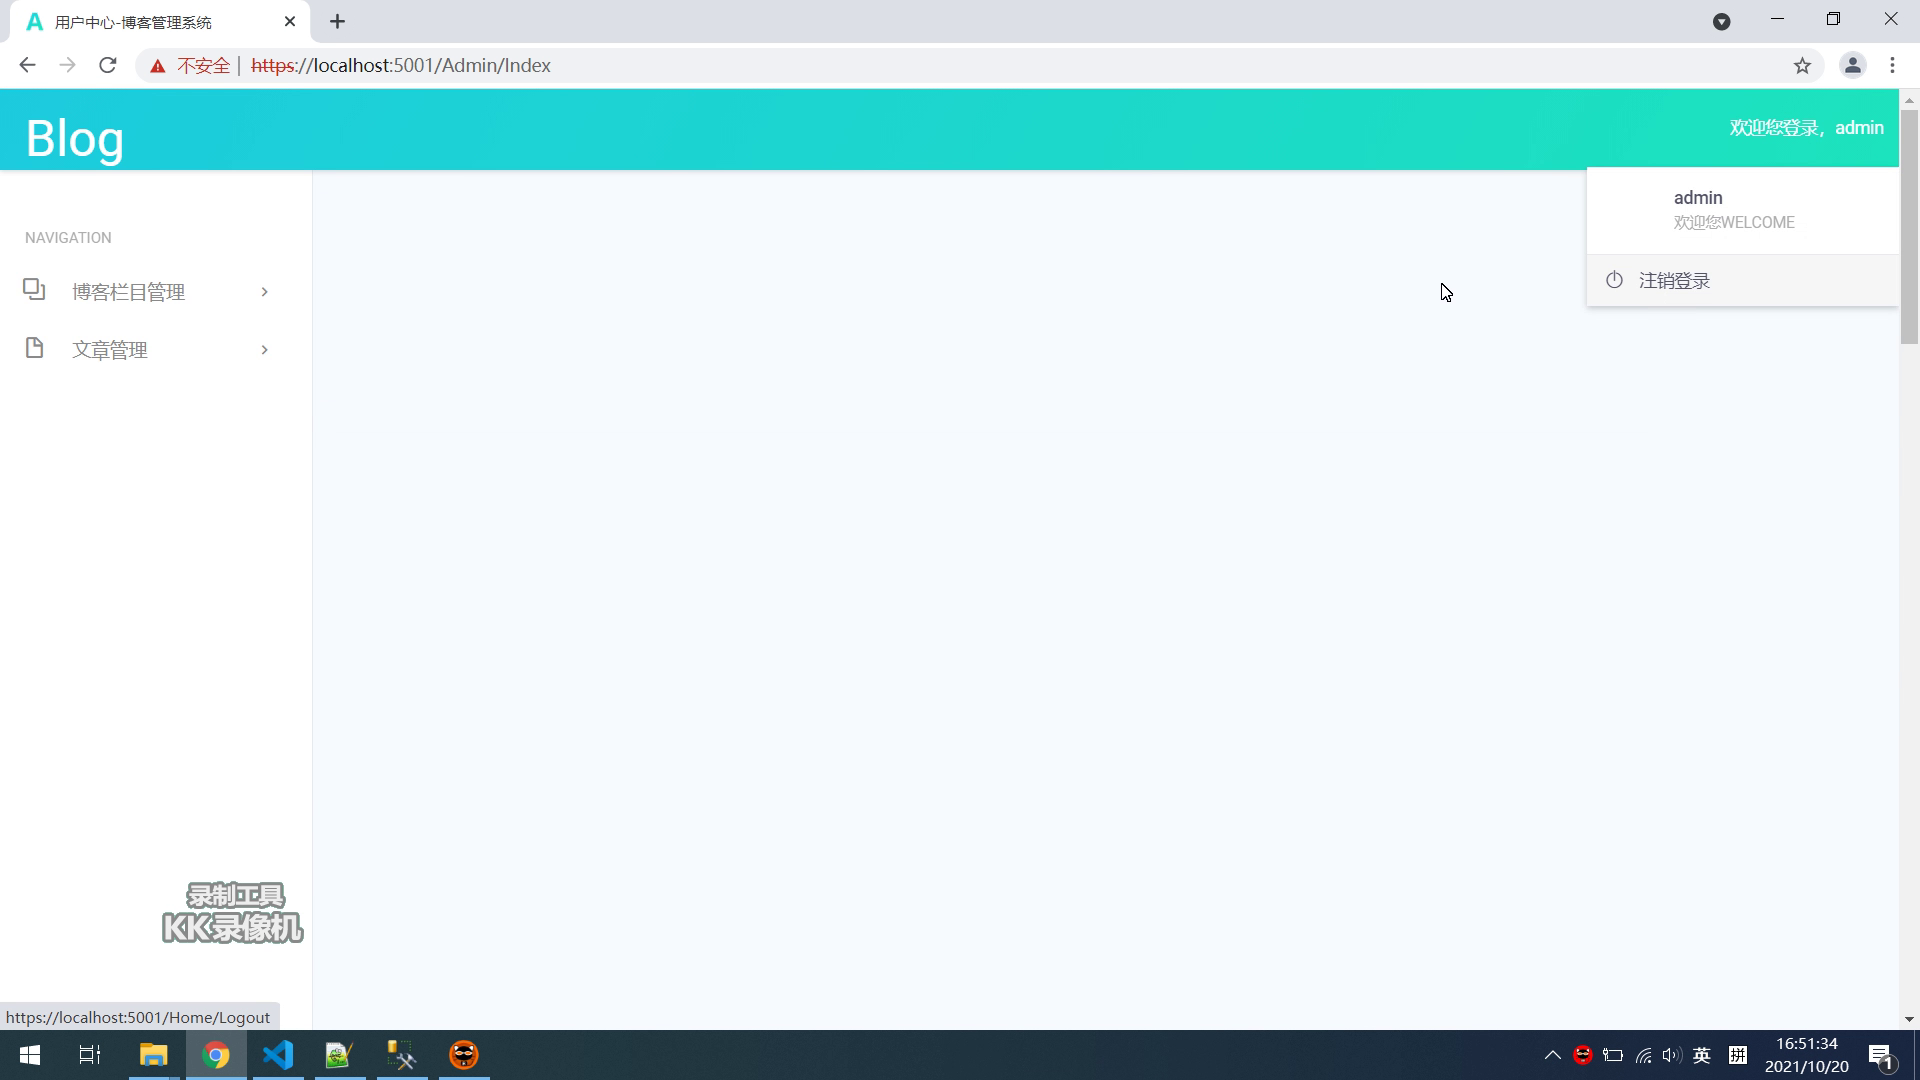 用户中心-博客管理系统
不安全 | https://localhost:5001/Admin/Index
Blog
欢迎您登录，admin
admin
欢迎您WELCOME
注销登录
NAVIGATION
博客栏目管理
文章管理
录制工具
KK录像机
https://localhost:5001/Home/Logout
英
拼
16:51:34
2021/10/20
1